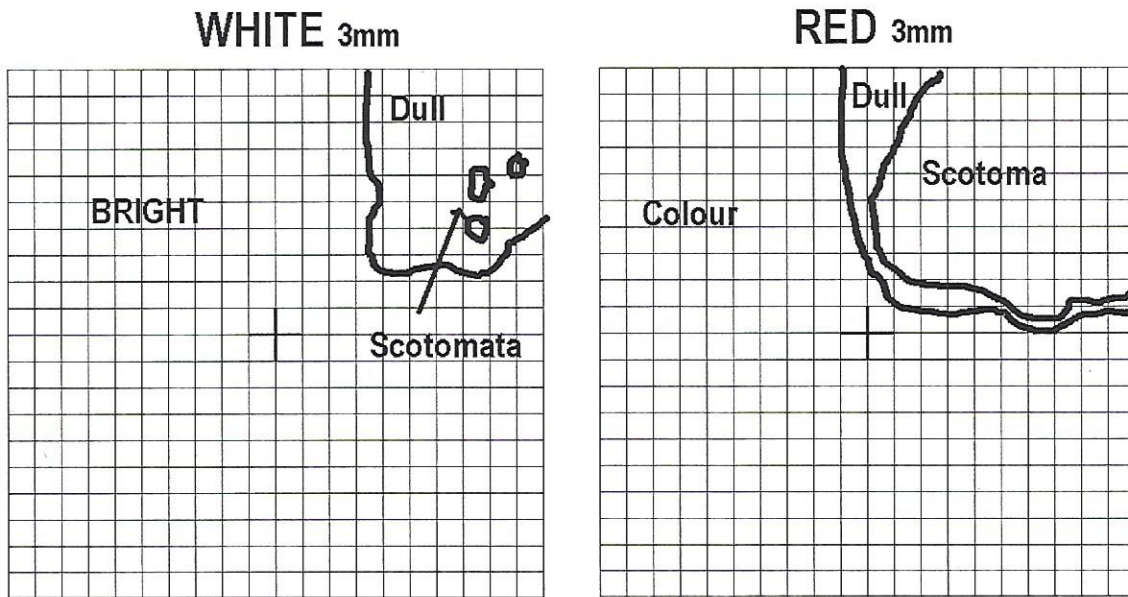 WHITE 3mm
Dull
BRIGHT
Scotomata
RED 3mm
Dull
Scotoma
Colour